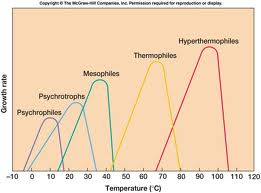 Copyright © The McGraw-Hill Companies, Inc. Permission required for reproduction or display.
Hyperthermophiles
Thermophiles
Mesophiles
Psychrotrophs
Psychrophiles
Growth rate
–10 0 10 20 30 40 50 60 70 80 90 100 110 120
Temperature (°C)